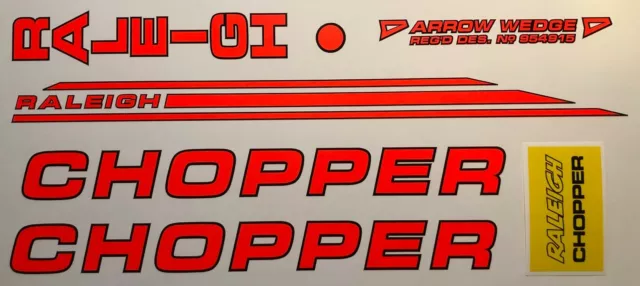 RALEIGH
ARROW WEDGE
REG'D DES. No 954915
RALEIGH
CHOPPER
CHOPPER
RALEIGH
CHOPPER